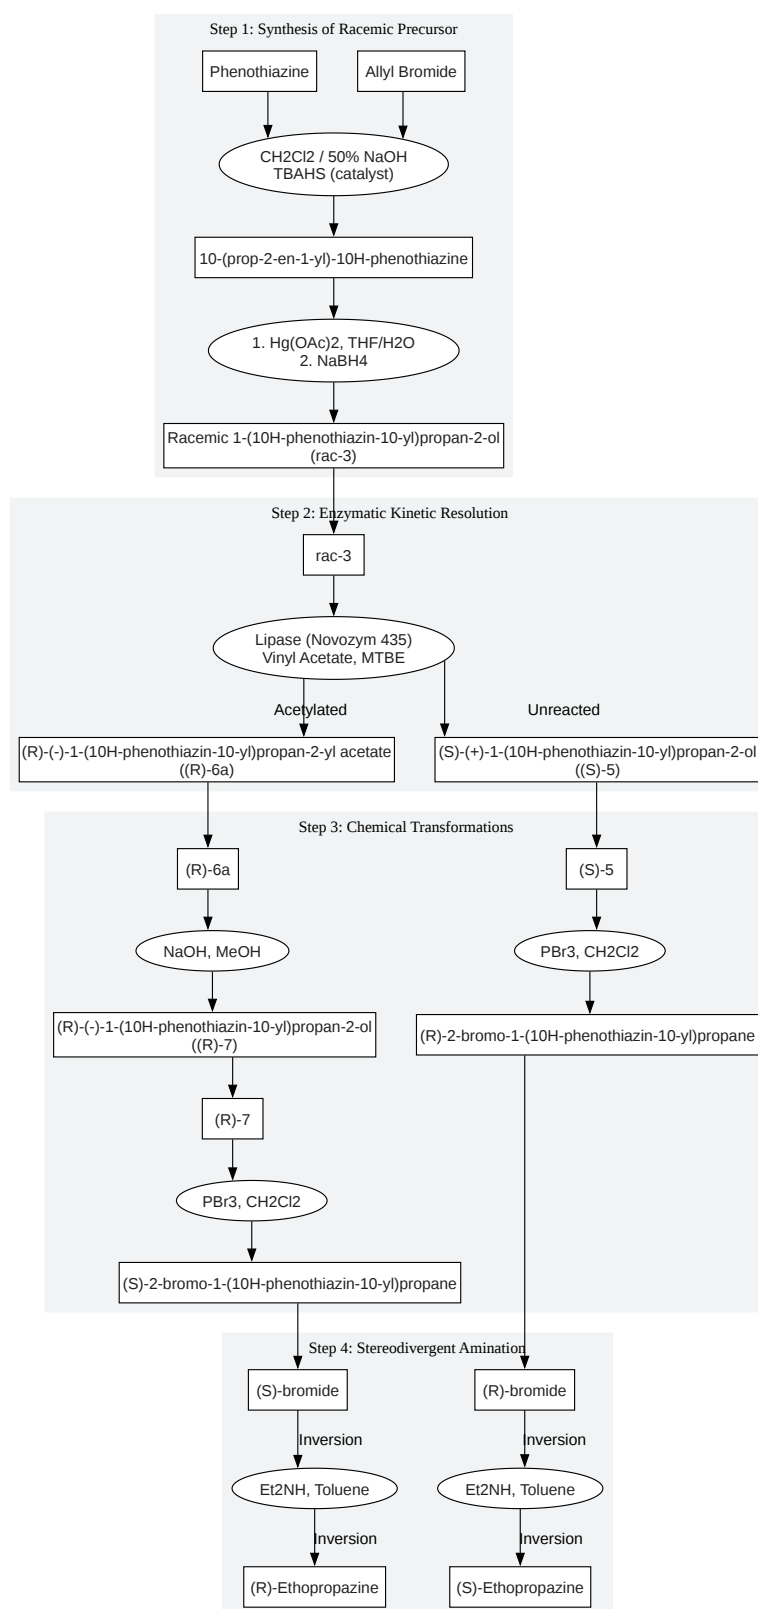 Step 1: Synthesis of Racemic Precursor
Phenothiazine
Allyl Bromide
CH2Cl2 / 50% NaOH
TBAHS (catalyst)
10-(prop-2-en-1-yl)-10H-phenothiazine
1. Hg(OAc)2, THF/H2O
2. NaBH4
Racemic 1-(10H-phenothiazin-10-yl)propan-2-ol
(rac-3)
Step 2: Enzymatic Kinetic Resolution
rac-3
Lipase (Novozym 435)
Vinyl Acetate, MTBE
Acetylated
Unreacted
(R)-(-)-1-(10H-phenothiazin-10-yl)propan-2-yl acetate
((R)-6a)
(S)-(+)-1-(10H-phenothiazin-10-yl)propan-2-ol
((S)-5)
Step 3: Chemical Transformations
(R)-6a
(S)-5
NaOH, MeOH
PBr3, CH2Cl2
(R)-(-)-1-(10H-phenothiazin-10-yl)propan-2-ol
((R)-7)
(R)-2-bromo-1-(10H-phenothiazin-10-yl)propane
(R)-7
PBr3, CH2Cl2
(S)-2-bromo-1-(10H-phenothiazin-10-yl)propane
Step 4: Stereodivergent Amination
(S)-bromide
(R)-bromide
Inversion
Inversion
Et2NH, Toluene
Et2NH, Toluene
Inversion
Inversion
(R)-Ethopropazine
(S)-Ethopropazine